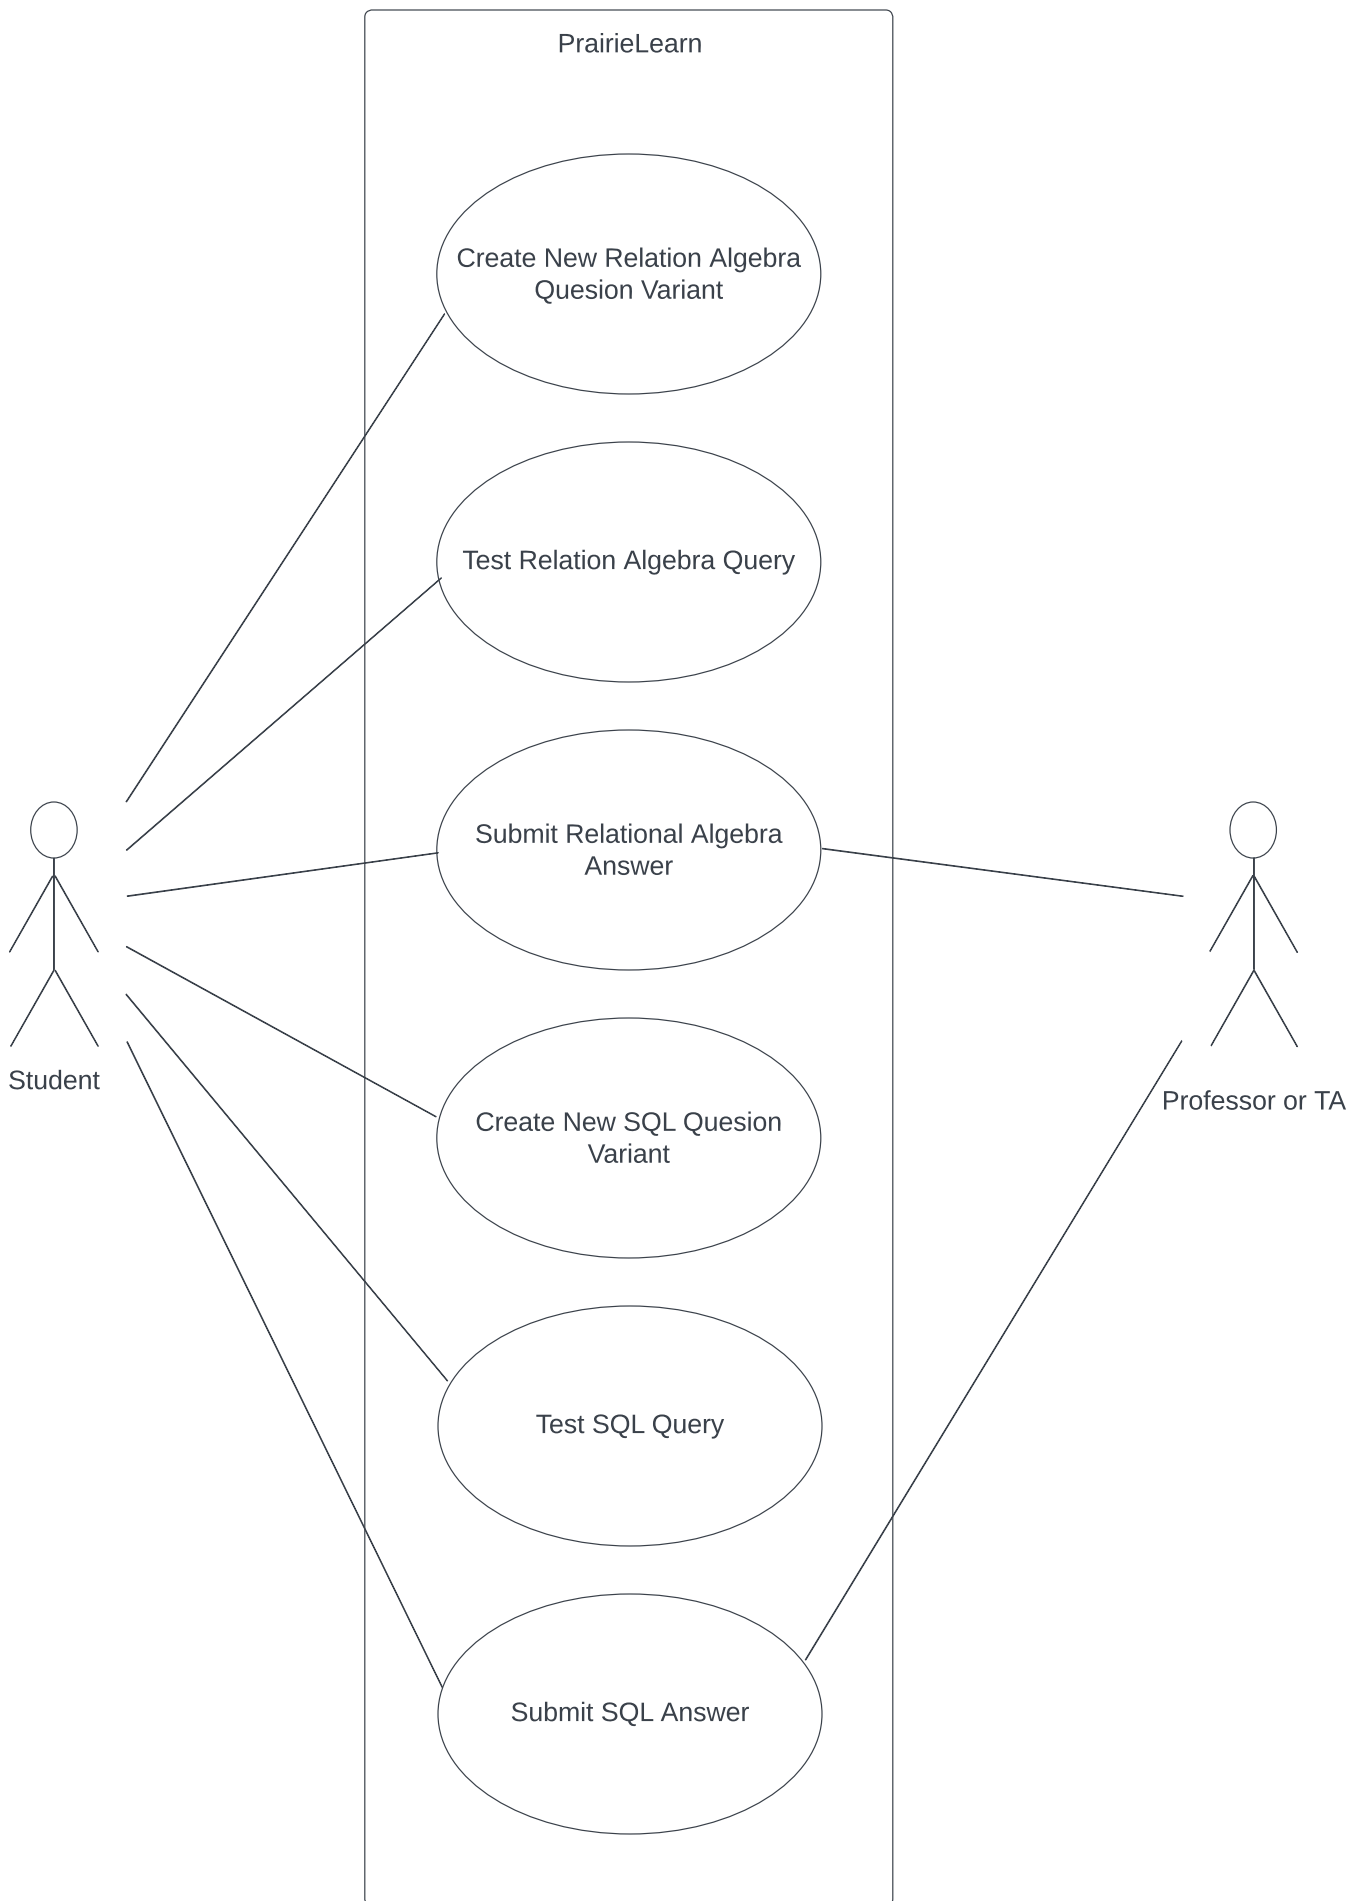 PrairieLearn
Create New Relation Algebra
Quesion Variant
Test Relation Algebra Query
Submit Relational Algebra
Answer
Student
Professor or TA
Create New SQL Quesion
Variant
Test SQL Query
Submit SQL Answer